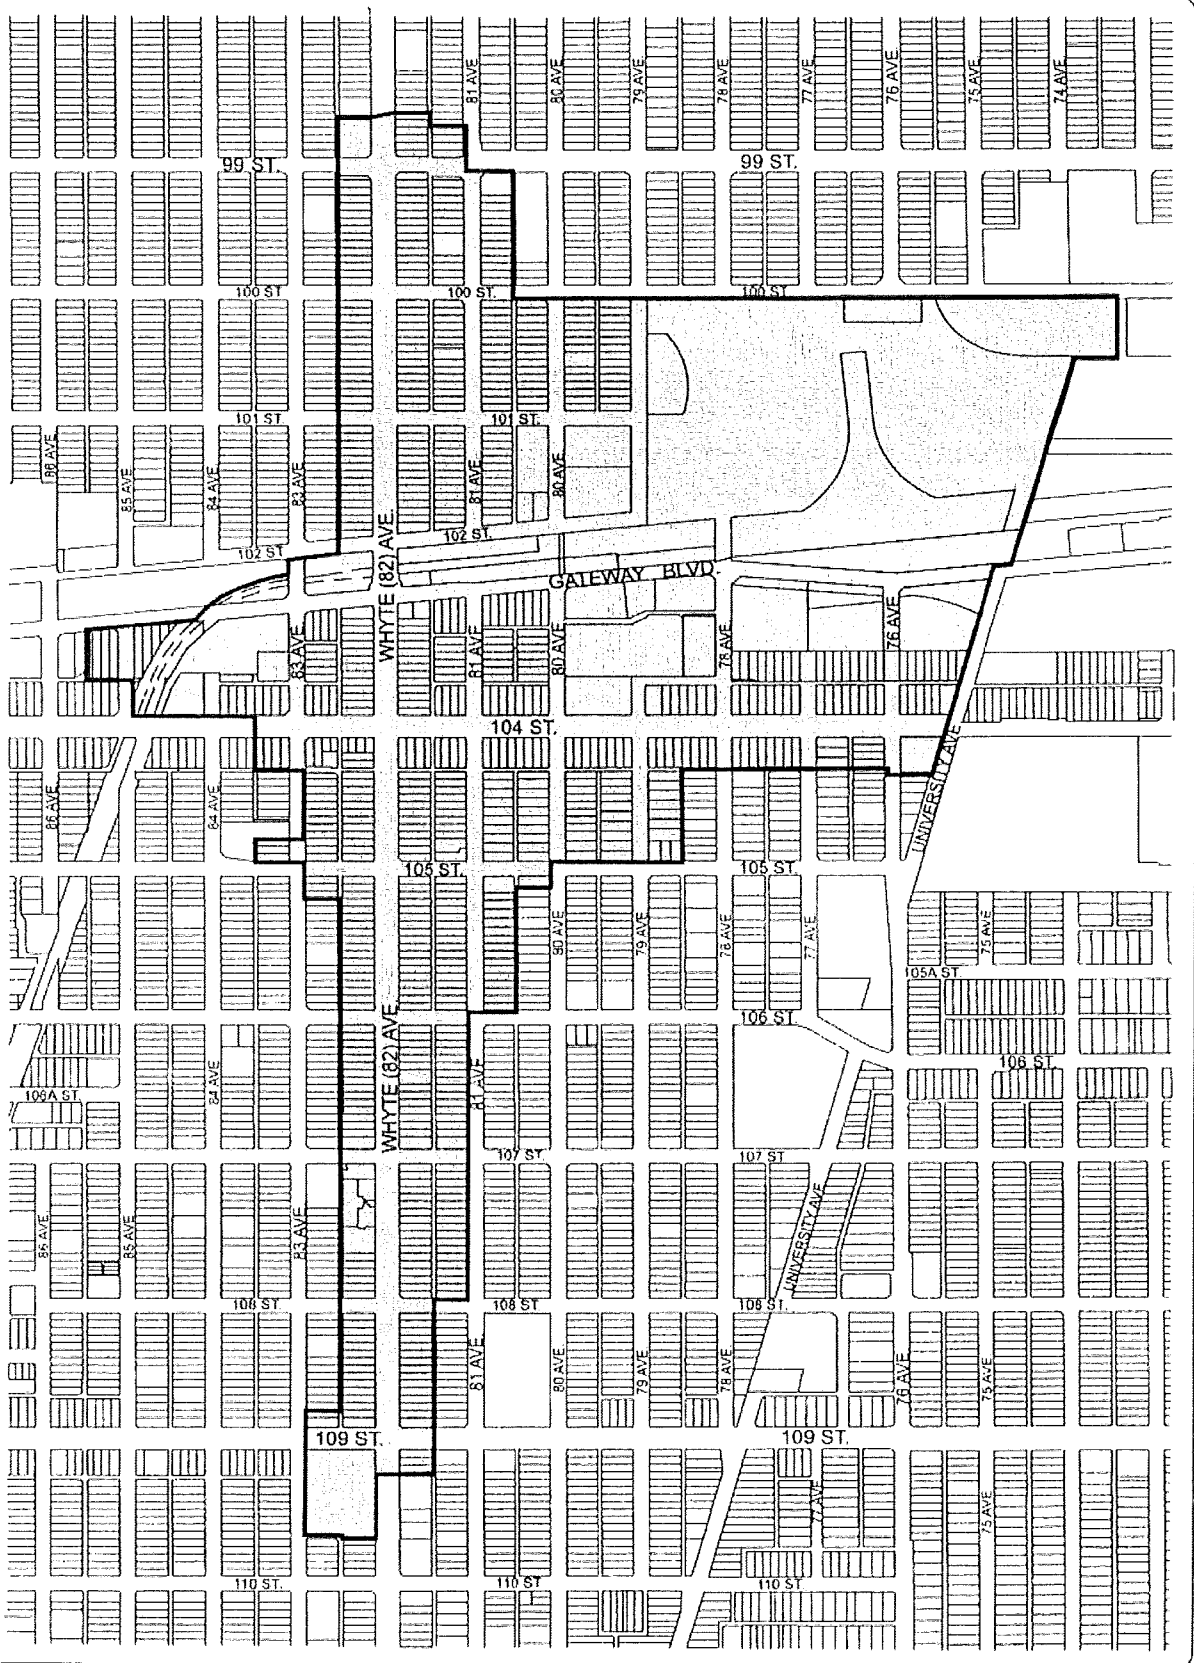 81 AVE
80 AVE
79 AVE
78 AVE
77 AVE
76 AVE
75 AVE
74 AVE
99 ST.
99 ST.
100 ST
100 ST.
100 ST
101 ST.
101 ST.
86 AVE
85 AVE
84 AVE
83 AVE
81 AVE
80 AVE
WHYTE (82) AVE.
102 ST
102 ST.
GATEWAY BLVD.
83 AVE
81 AVE
80 AVE
78 AVE
76 AVE
104 ST.
86 AVE
84 AVE
UNIVERSITY AVE
105 ST.
105 ST.
80 AVE
79 AVE
78 AVE
77 AVE
75 AVE
105A ST.
WHYTE (82) AVE.
106 ST.
106 ST.
106A ST.
84 AVE
81 AVE
107 ST.
107 ST
86 AVE
85 AVE
83 AVE
UNIVERSITY AVE
108 ST.
108 ST.
108 ST.
81 AVE
80 AVE
79 AVE
78 AVE
76 AVE
75 AVE
109 ST.
109 ST.
77 AVE
75 AVE
110 ST.
110 ST
110 ST